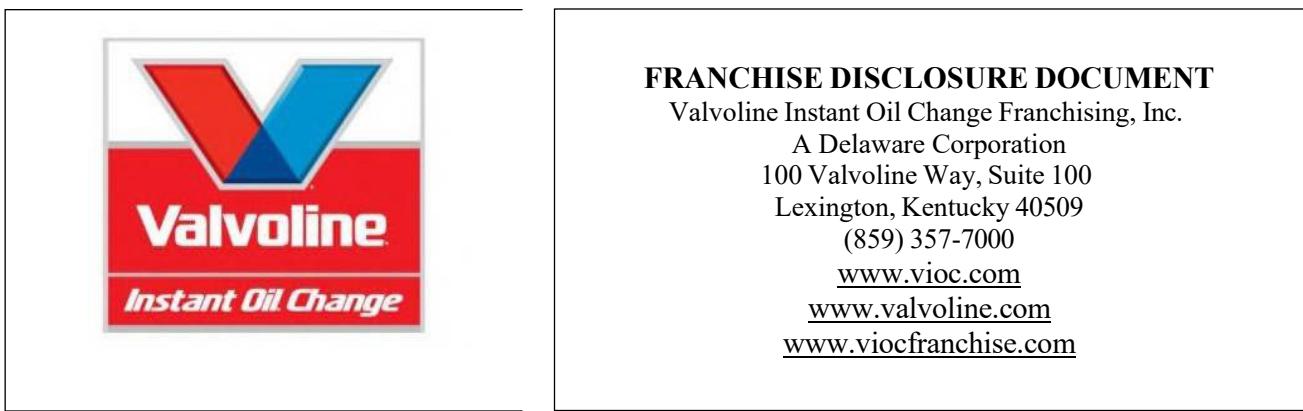 Valvoline
Instant Oil Change
FRANCHISE DISCLOSURE DOCUMENT
Valvoline Instant Oil Change Franchising, Inc.
A Delaware Corporation
100 Valvoline Way, Suite 100
Lexington, Kentucky 40509
(859) 357-7000
www.vioc.com
www.valvoline.com
www.viocfranchise.com